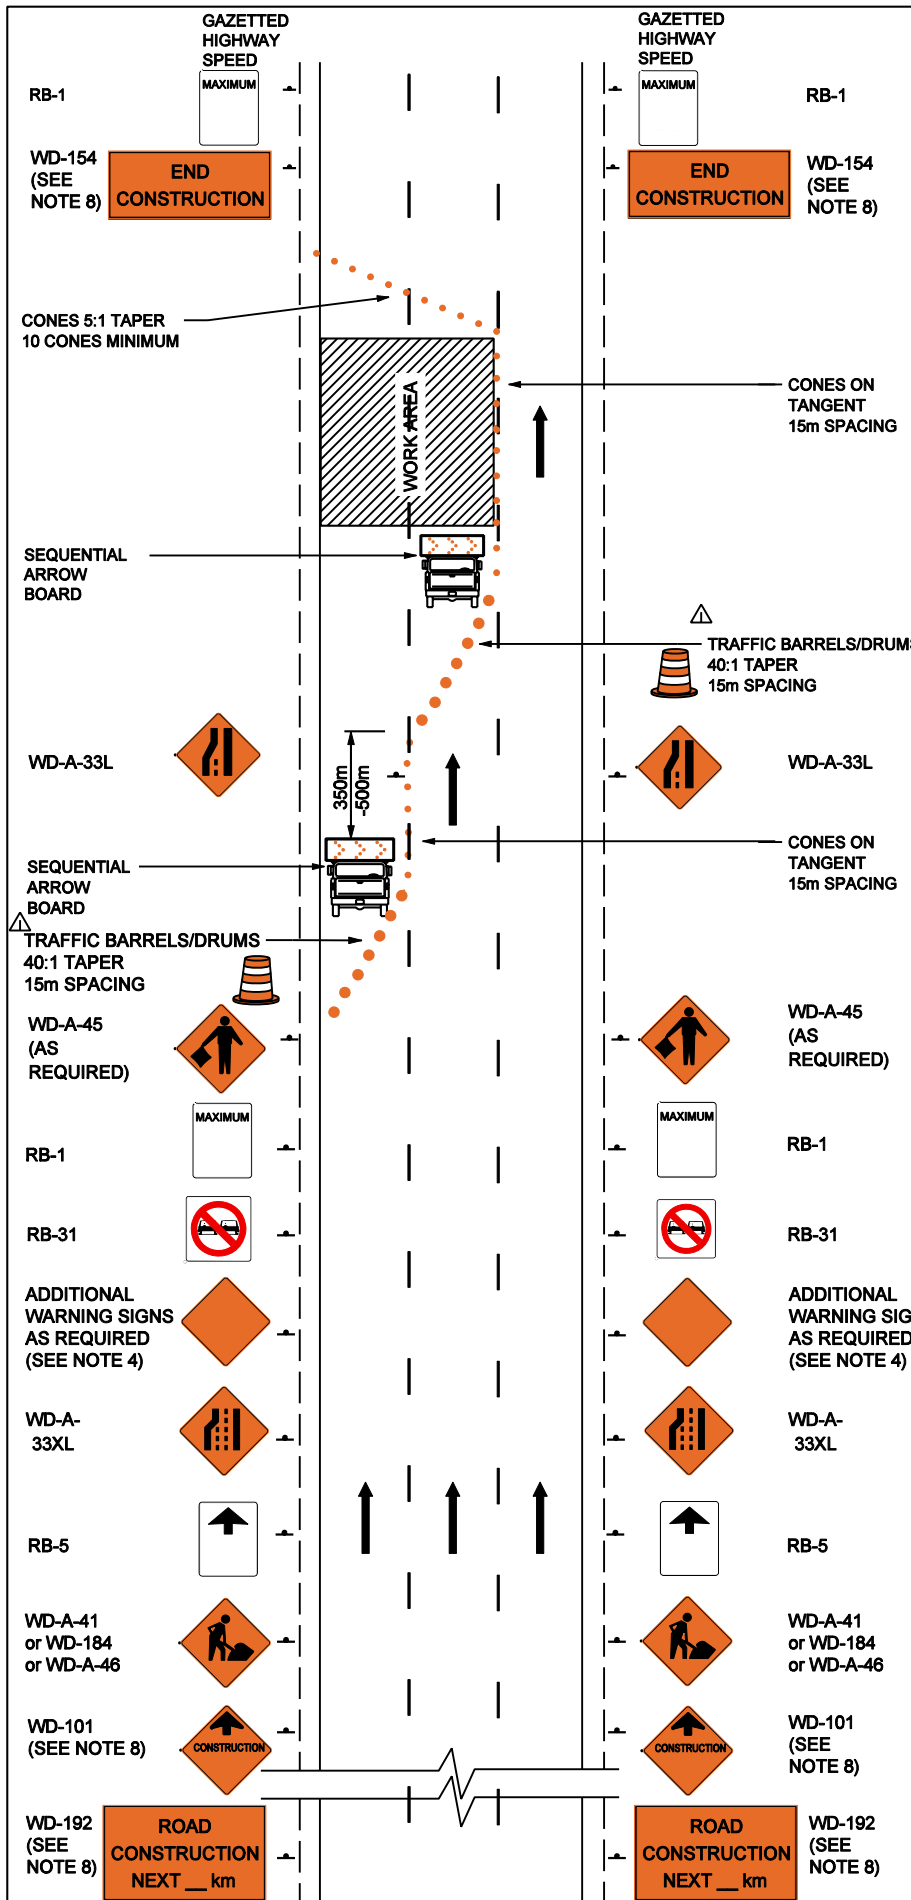 GAZETTED
HIGHWAY
SPEED
GAZETTED
HIGHWAY
SPEED
RB-1
MAXIMUM
MAXIMUM
RB-1
WD-154
(SEE
NOTE 8)
END
CONSTRUCTION
END
CONSTRUCTION
WD-154
(SEE
NOTE 8)
CONES 5:1 TAPER
10 CONES MINIMUM
WORK AREA
CONES ON
TANGENT
15m SPACING
SEQUENTIAL
ARROW
BOARD
TRAFFIC BARRELS/DRUMS
40:1 TAPER
15m SPACING
WD-A-33L
350m
-500m
WD-A-33L
CONES ON
TANGENT
15m SPACING
SEQUENTIAL
ARROW
BOARD
TRAFFIC BARRELS/DRUMS
40:1 TAPER
15m SPACING
WD-A-45
(AS
REQUIRED)
WD-A-45
(AS
REQUIRED)
RB-1
MAXIMUM
MAXIMUM
RB-1
RB-31
RB-31
ADDITIONAL
WARNING SIGNS
AS REQUIRED
(SEE NOTE 4)
ADDITIONAL
WARNING SIG
AS REQUIRED
(SEE NOTE 4)
WD-A-
33XL
WD-A-
33XL
RB-5
RB-5
WD-A-41
or WD-184
or WD-A-46
WD-A-41
or WD-184
or WD-A-46
WD-101
(SEE NOTE 8)
CONSTRUCTION
CONSTRUCTION
WD-101
(SEE
NOTE 8)
WD-192
(SEE
NOTE 8)
ROAD
CONSTRUCTION
NEXT __ km
ROAD
CONSTRUCTION
NEXT __ km
WD-192
(SEE
NOTE 8)